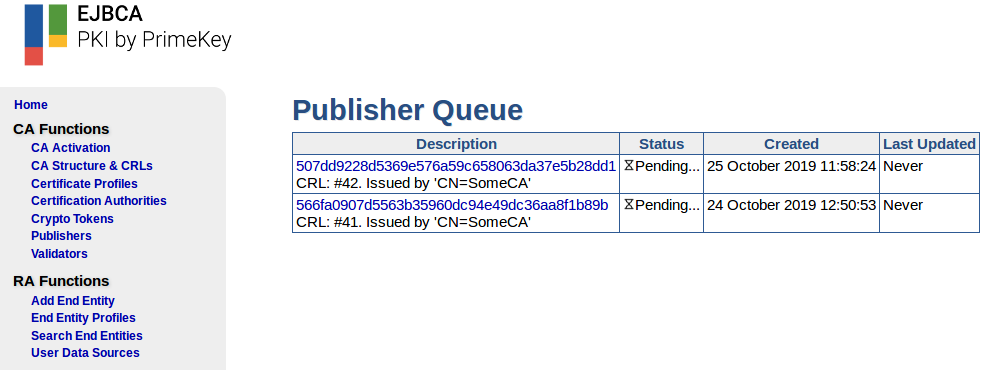 EJBCA
PKI by PrimeKey
Home
CA Functions
CA Activation
CA Structure & CRLs
Certificate Profiles
Certification Authorities
Crypto Tokens
Publishers
Validators
RA Functions
Add End Entity
End Entity Profiles
Search End Entities
User Data Sources
Publisher Queue
Description Status Created Last Updated
507dd9228d5369e576a59c658063da37e5b28dd1 Pending... 25 October 2019 11:58:24 Never
CRL: #42. Issued by 'CN=SomeCA'
566fa0907d5563b35960dc94e49dc36aa8f1b89b Pending... 24 October 2019 12:50:53 Never
CRL: #41. Issued by 'CN=SomeCA'